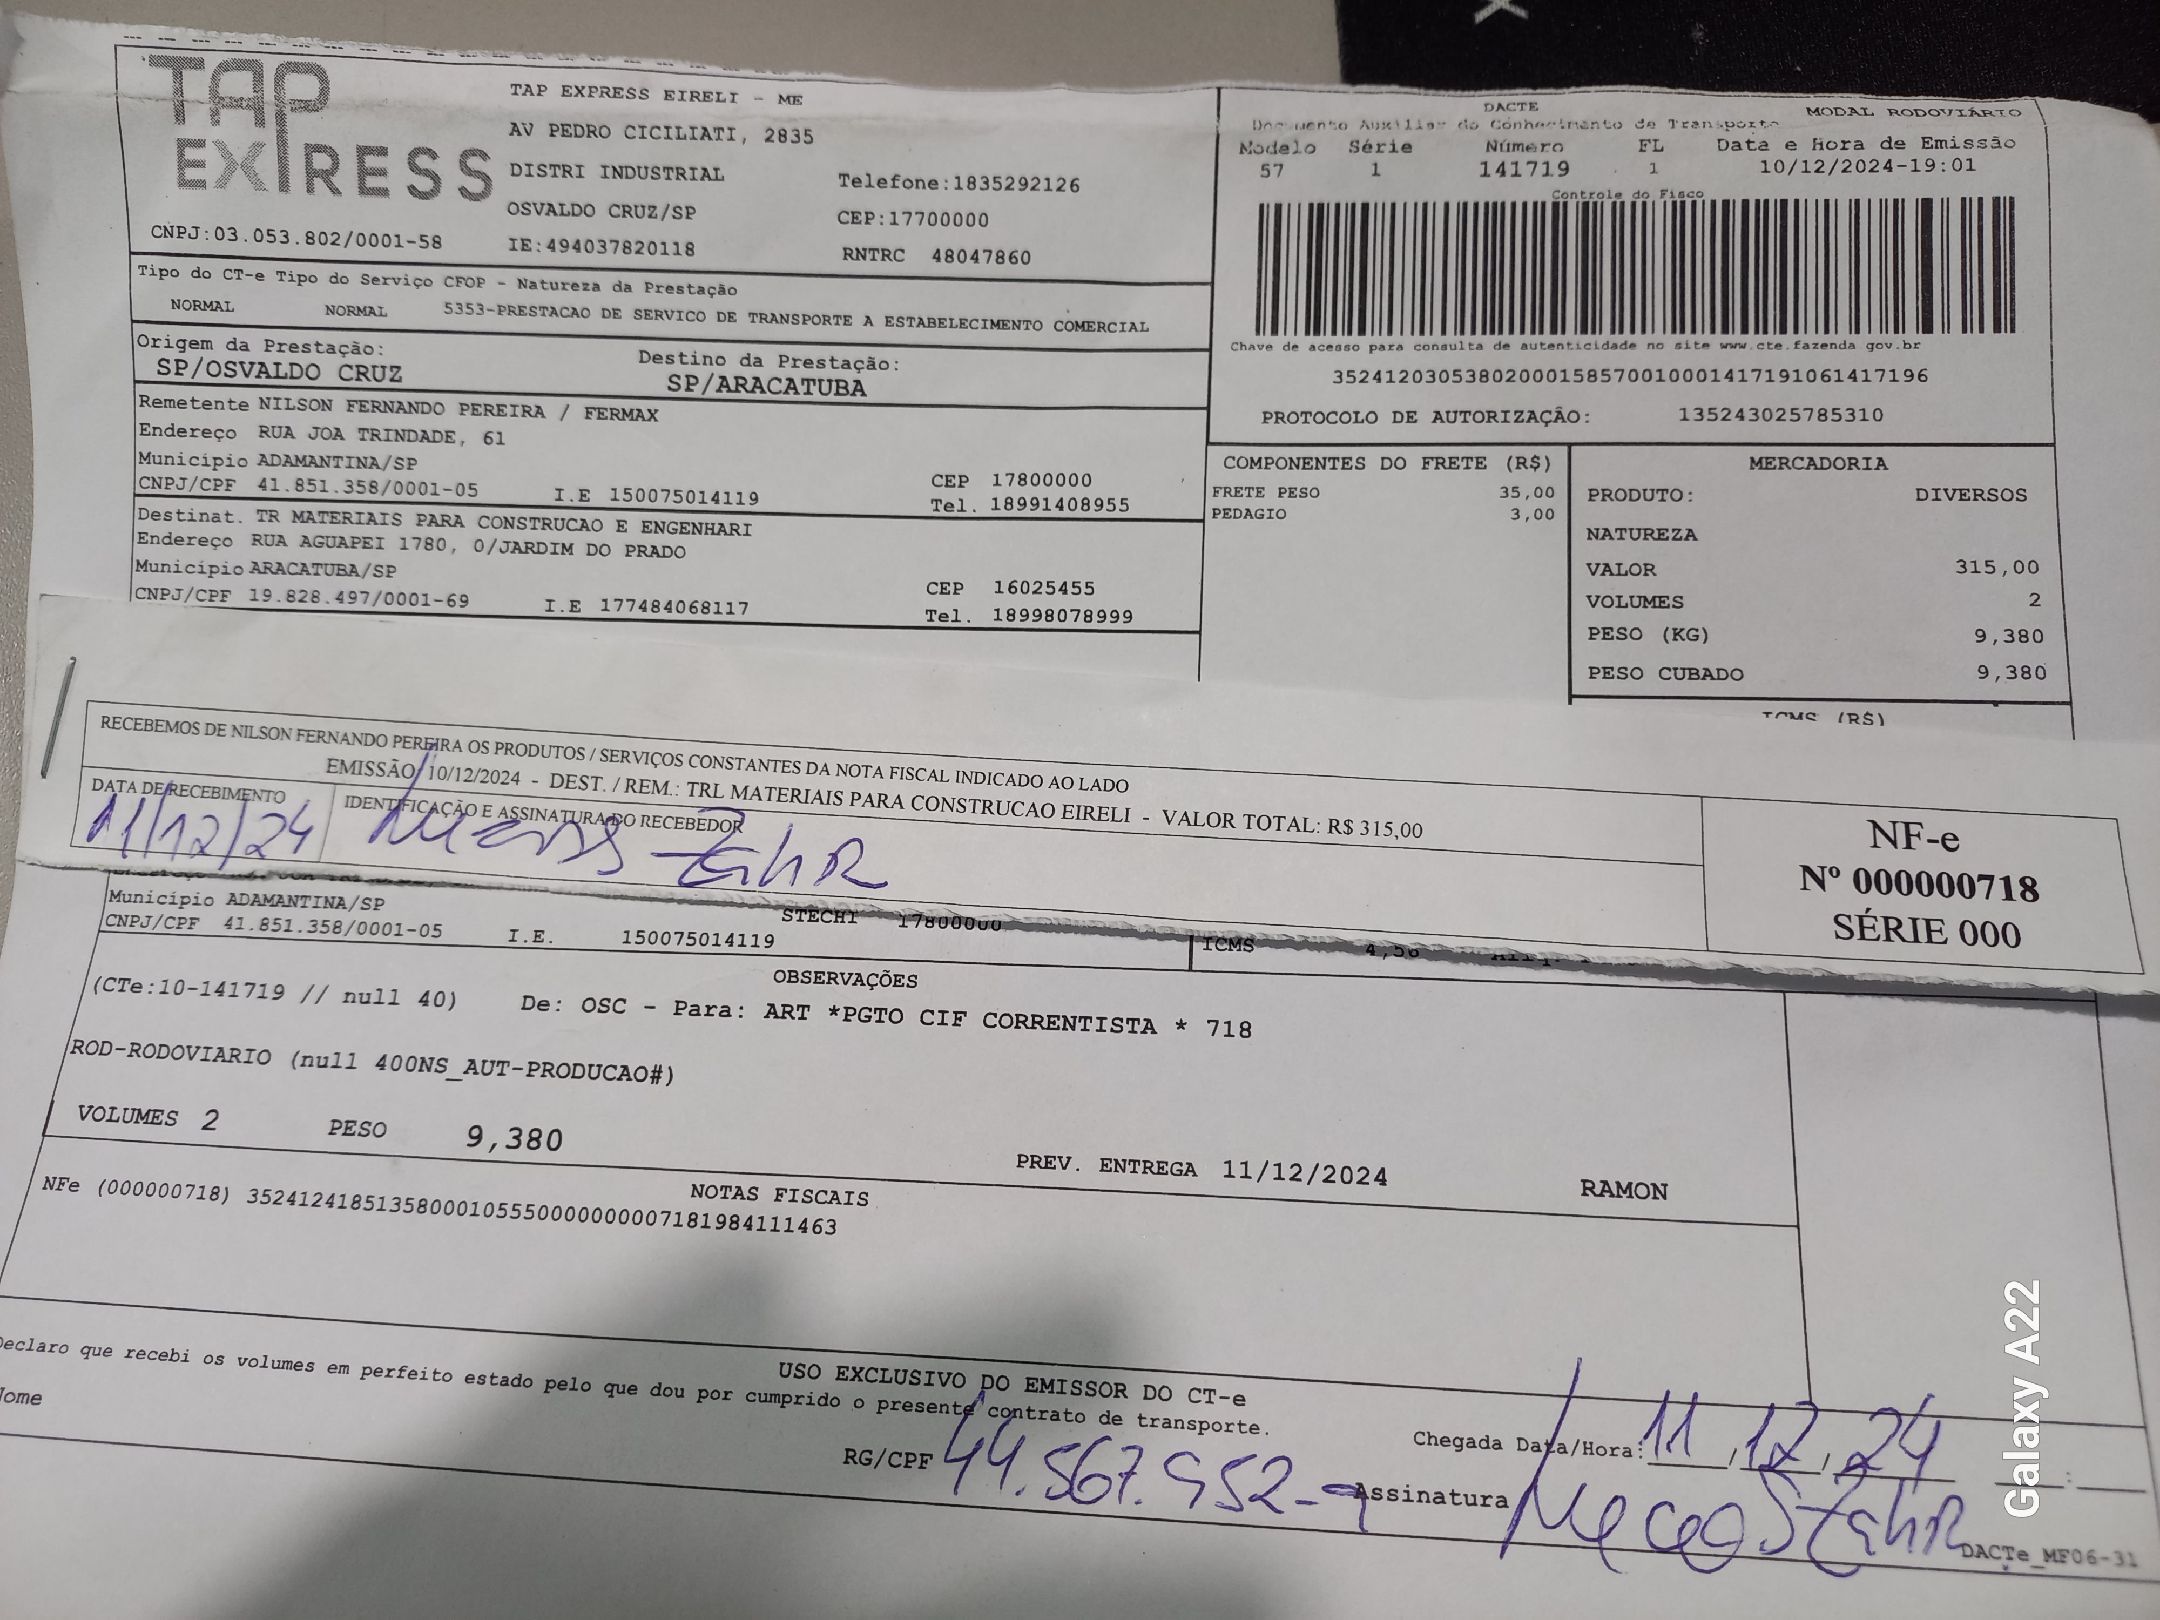 TAP EXPRESS
TAP EXPRESS EIRELI - ME
AV PEDRO CICILIATI, 2835
DISTRI INDUSTRIAL
Telefone:1835292126
OSVALDO CRUZ/SP
CEP:17700000
CNPJ:03.053.802/0001-58
IE:494037820118
RNTRC 48047860
DACTE
MODAL RODOVIÁRIO
Documento Auxiliar do Conhecimento de Transporte
Modelo Série Número FL Data e Hora de Emissão
57 1 141719 1 10/12/2024-19:01
Controle do Fisco
Chave de acesso para consulta de autenticidade no site www.cte.fazenda gov.br
35241203053802000158570010001417191061417196
PROTOCOLO DE AUTORIZAÇÃO: 135243025785310
Tipo do CT-e Tipo do Serviço CFOP - Natureza da Prestação
NORMAL NORMAL 5353-PRESTACAO DE SERVICO DE TRANSPORTE A ESTABELECIMENTO COMERCIAL
Origem da Prestação: Destino da Prestação:
SP/OSVALDO CRUZ SP/ARACATUBA
Remetente NILSON FERNANDO PEREIRA / FERMAX
Endereço RUA JOA TRINDADE, 61
Município ADAMANTINA/SP CEP 17800000
CNPJ/CPF 41.851.358/0001-05 I.E 150075014119 Tel. 18991408955
Destinat. TR MATERIAIS PARA CONSTRUCAO E ENGENHARI
Endereço RUA AGUAPEI 1780, 0/JARDIM DO PRADO
Município ARACATUBA/SP CEP 16025455
CNPJ/CPF 19.828.497/0001-69 I.E 177484068117 Tel. 18998078999
COMPONENTES DO FRETE (R$)
FRETE PESO 35,00
PEDAGIO 3,00
MERCADORIA
PRODUTO: DIVERSOS
NATUREZA
VALOR 315,00
VOLUMES 2
PESO (KG) 9,380
PESO CUBADO 9,380
ICMS (R$)
RECEBEMOS DE NILSON FERNANDO PEREIRA OS PRODUTOS / SERVIÇOS CONSTANTES DA NOTA FISCAL INDICADO AO LADO
EMISSÃO 10/12/2024 - DEST. / REM.: TRL MATERIAIS PARA CONSTRUCAO EIRELI - VALOR TOTAL: R$ 315,00
DATA DE RECEBIMENTO IDENTIFICAÇÃO E ASSINATURA DO RECEBEDOR
11/12/24
NF-e
Nº 000000718
SÉRIE 000
Município ADAMANTINA/SP 17800000
CNPJ/CPF 41.851.358/0001-05 I.E. 150075014119
ICMS 4,56
OBSERVAÇÕES
(CTe:10-141719 // null 40) De: OSC - Para: ART *PGTO CIF CORRENTISTA * 718
ROD-RODOVIARIO (null 400NS_AUT-PRODUCAO#)
VOLUMES 2 PESO 9,380
PREV. ENTREGA 11/12/2024 RAMON
NOTAS FISCAIS
NFe (000000718) 35241241851358000105550000000007181984111463
USO EXCLUSIVO DO EMISSOR DO CT-e
Declaro que recebi os volumes em perfeito estado pelo que dou por cumprido o presente contrato de transporte.
Nome
RG/CPF 44.567.952-9
Chegada Data/Hora: 11,12,24 :
Assinatura
DACTe_MF06-31
Galaxy A22